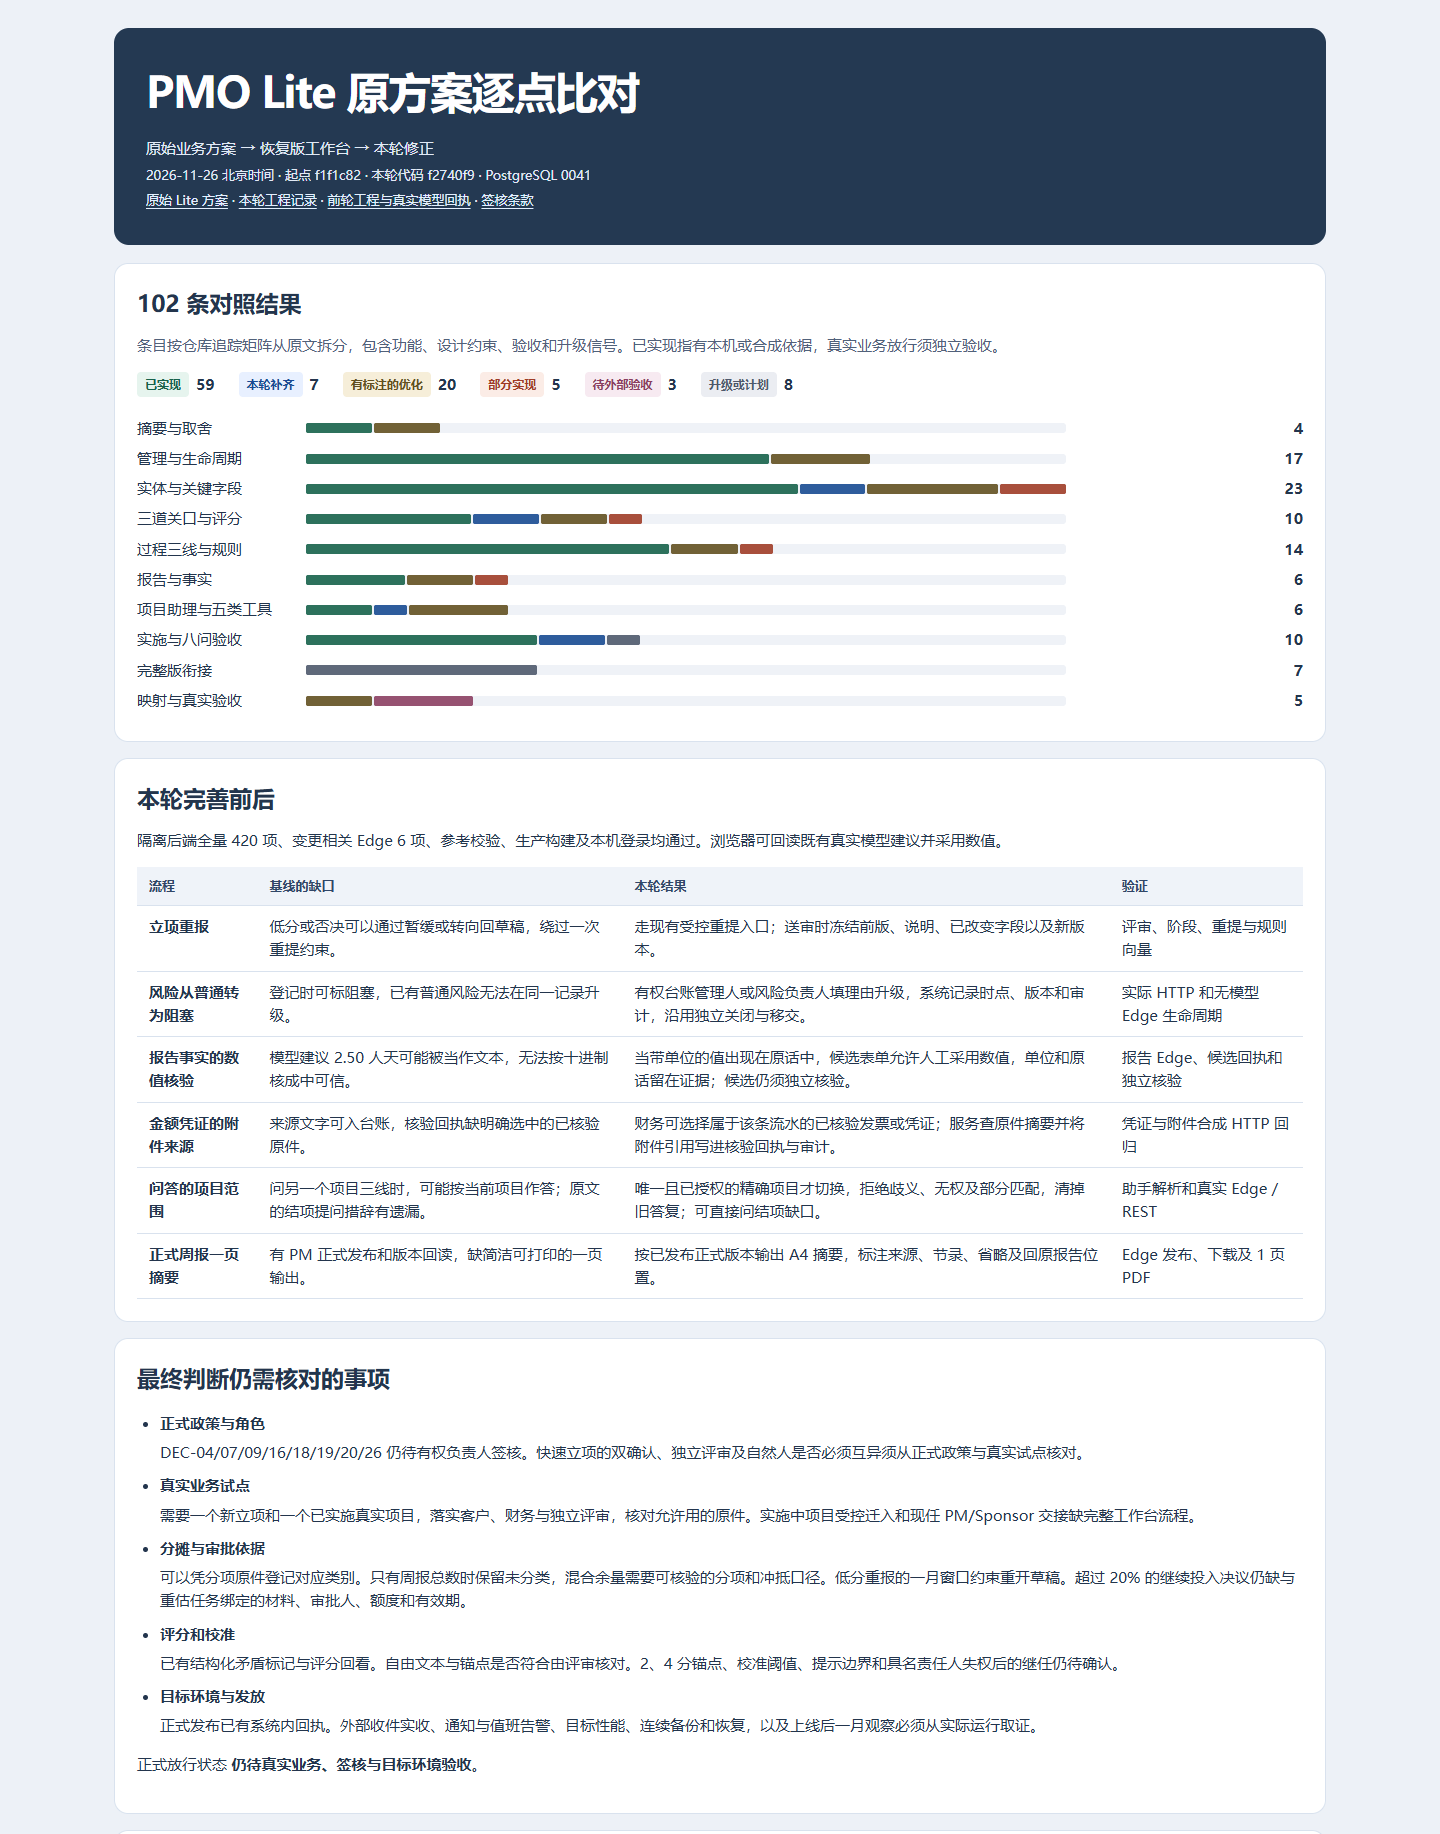 PMO Lite 原方案逐点比对
原始业务方案 → 恢复版工作台 → 本轮修正
2026-11-26 北京时间 · 起点 f1f1c82 · 本轮代码 f2740f9 · PostgreSQL 0041
原始 Lite 方案 · 本轮工程记录 · 前轮工程与真实模型回执 · 签核条款
102 条对照结果
条目按仓库追踪矩阵从原文拆分，包含功能、设计约束、验收和升级信号。已实现指有本机或合成依据，真实业务放行须独立验收。
已实现 59 本轮补齐 7 有标注的优化 20 部分实现 5 待外部验收 3 升级或计划 8
摘要与取舍 4
管理与生命周期 17
实体与关键字段 23
三道关口与评分 10
过程三线与规则 14
报告与事实 6
项目助理与五类工具 6
实施与八问验收 10
完整版衔接 7
映射与真实验收 5
本轮完善前后
隔离后端全量 420 项、变更相关 Edge 6 项、参考校验、生产构建及本机登录均通过。浏览器可回读既有真实模型建议并采用数值。
流程 基线的缺口 本轮结果 验证
立项重报 低分或否决可以通过暂缓或转向回草稿，绕过一次 走现有受控重提入口；送审时冻结前版、说明、已改变字段以及新版 评审、阶段、重提与规则
重提约束。 本。 向量
风险从普通转 登记时可标阻塞，已有普通风险无法在同一记录升 有权台账管理人或风险负责人填理由升级，系统记录时点、版本和审 实际 HTTP 和无模型
为阻塞 级。 计，沿用独立关闭与移交。 Edge 生命周期
报告事实的数 模型建议 2.50 人天可能被当作文本，无法按十进制 当带单位的值出现在原话中，候选表单允许人工采用数值，单位和原 报告 Edge、候选回执和
值核验 核成中可信。 话留在证据；候选仍须独立核验。 独立核验
金额凭证的附 来源文字可入台账，核验回执缺明确选中的已核验 财务可选择属于该条流水的已核验发票或凭证；服务查原件摘要并将 凭证与附件合成 HTTP 回
件来源 原件。 附件引用写进核验回执与审计。 归
问答的项目范 问另一个项目三线时，可能按当前项目作答；原文 唯一且已授权的精确项目才切换，拒绝歧义、无权及部分匹配，清掉 助手解析和真实 Edge /
围 的结项提问措辞有遗漏。 旧答复；可直接问结项缺口。 REST
正式周报一页 有 PM 正式发布和版本回读，缺简洁可打印的一页 按已发布正式版本输出 A4 摘要，标注来源、节录、省略及回原报告位 Edge 发布、下载及 1 页
摘要 输出。 置。 PDF
最终判断仍需核对的事项
• 正式政策与角色
DEC-04/07/09/16/18/19/20/26 仍待有权负责人签核。快速立项的双确认、独立评审及自然人是否必须互异须从正式政策与真实试点核对。
• 真实业务试点
需要一个新立项和一个已实施真实项目，落实客户、财务与独立评审，核对允许用的原件。实施中项目受控迁入和现任 PM/Sponsor 交接缺完整工作台流程。
• 分摊与审批依据
可以凭分项原件登记对应类别。只有周报总数时保留未分类，混合余量需要可核验的分项和冲抵口径。低分重报的一月窗口约束重开草稿。超过 20% 的继续投入决议仍缺与
重估任务绑定的材料、审批人、额度和有效期。
• 评分和校准
已有结构化矛盾标记与评分回看。自由文本与锚点是否符合由评审核对。2、4 分锚点、校准阈值、提示边界和具名责任人失权后的继任仍待确认。
• 目标环境与发放
正式发布已有系统内回执。外部收件实收、通知与值班告警、目标性能、连续备份和恢复，以及上线后一月观察必须从实际运行取证。
正式放行状态 仍待真实业务、签核与目标环境验收。